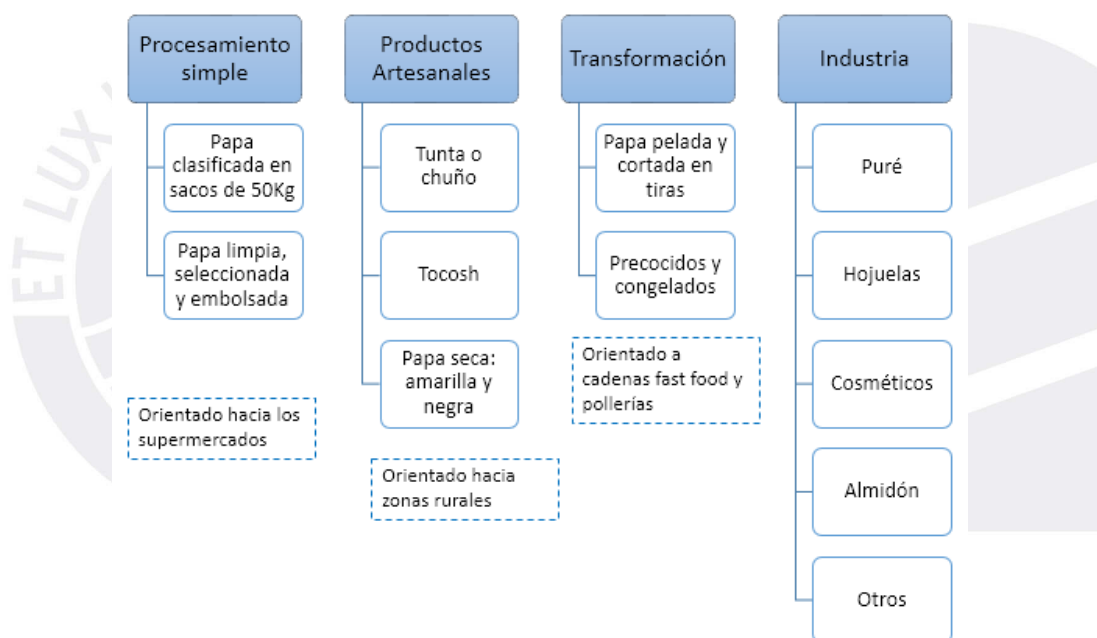 Procesamiento
simple
Papa
clasificada en
sacos de 50Kg
Papa limpia,
seleccionada
y embolsada
Orientado hacia los
supermercados
Productos
Artesanales
Tunta o
chuño
Tocosh
Papa seca:
amarilla y
negra
Orientado hacia
zonas rurales
Transformación
Papa pelada y
cortada en
tiras
Precocidos y
congelados
Orientado a
cadenas fast food y
pollerías
Industria
Puré
Hojuelas
Cosméticos
Almidón
Otros
ET LUX